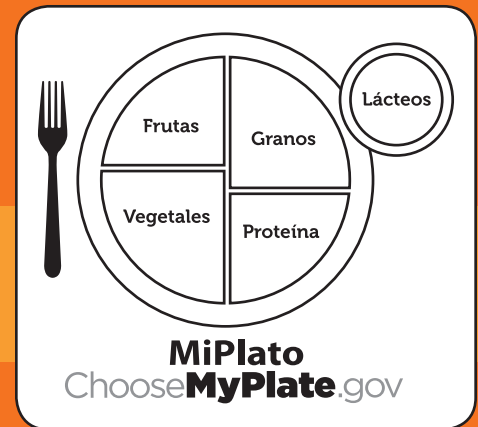 Frutas
Granos
Lácteos
Vegetales
Proteína
MiPlato
ChooseMyPlate.gov